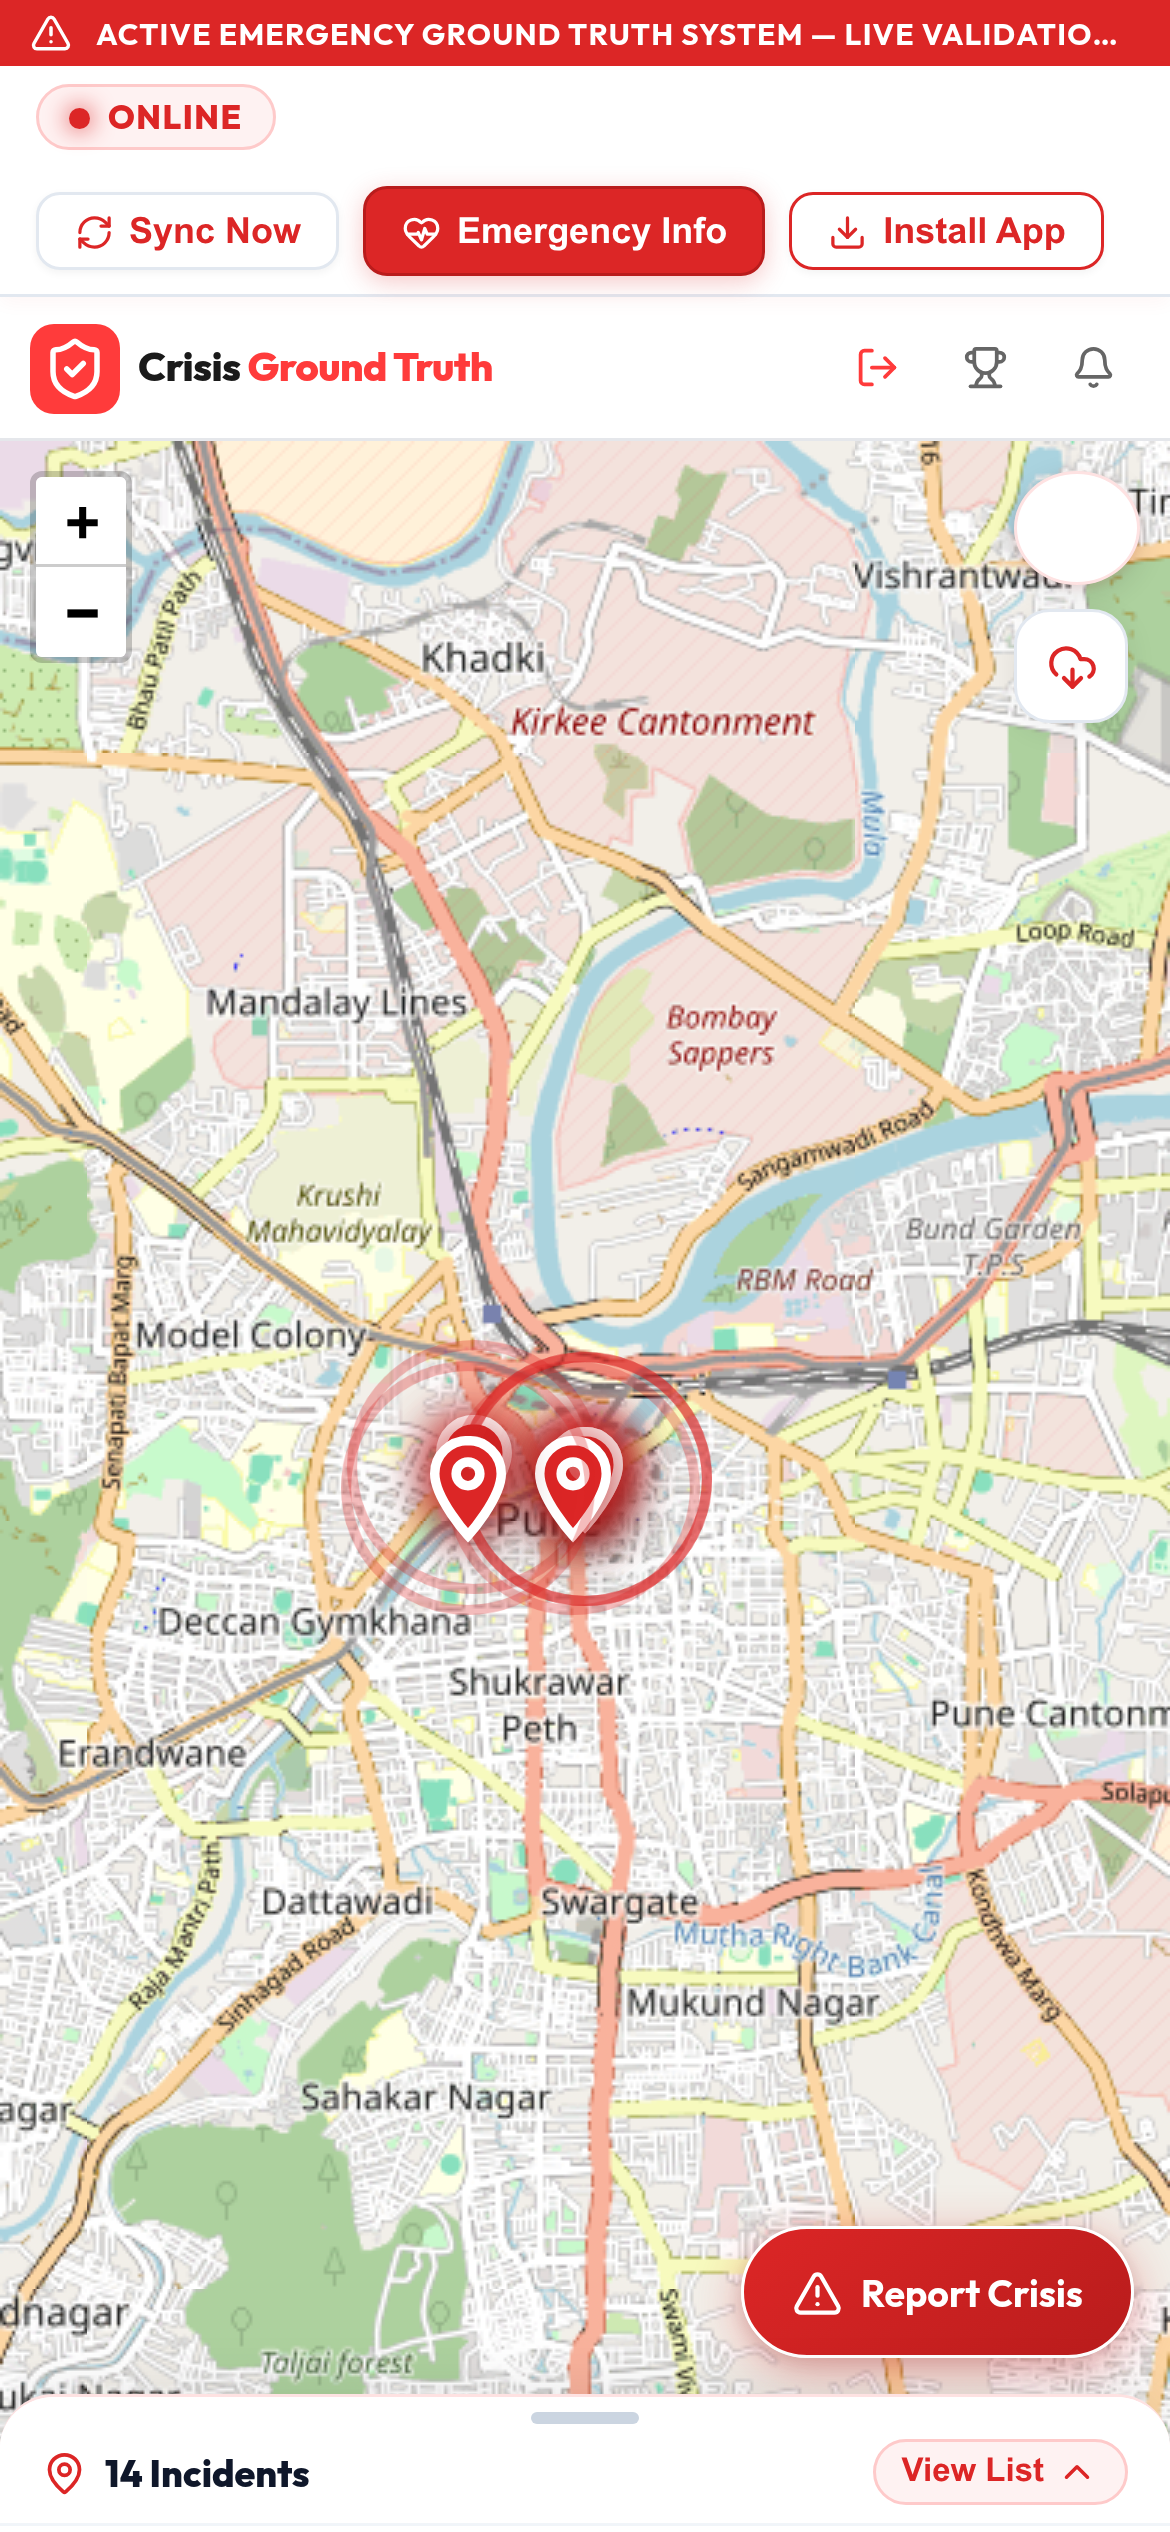 ACTIVE EMERGENCY GROUND TRUTH SYSTEM — LIVE VALIDATIO...
ONLINE
Sync Now
Emergency Info
Install App
Crisis Ground Truth
+
−
Bhau Patil Path
Khadki
Kirkee Cantonment
Mula
Loop Road
Mandalay Lines
Bombay
Sappers
Sangamwadi Road
Krushi
Mahavidyalay
Bund Garden
T.P.S
RBM Road
Senapati Bapat Marg
Model Colony
Deccan Gymkhana
Shukrawar
Peth
Pune Cantonm
Erandwane
Solapu
Raja Mantri Path
Dattawadi
Swargate
Mutha Right Bank Canal
Kondhwa Marg
Sinhagad Road
Mukund Nagar
Sahakar Nagar
agar
Report Crisis
dnagar
Taljai forest
14 Incidents
View List